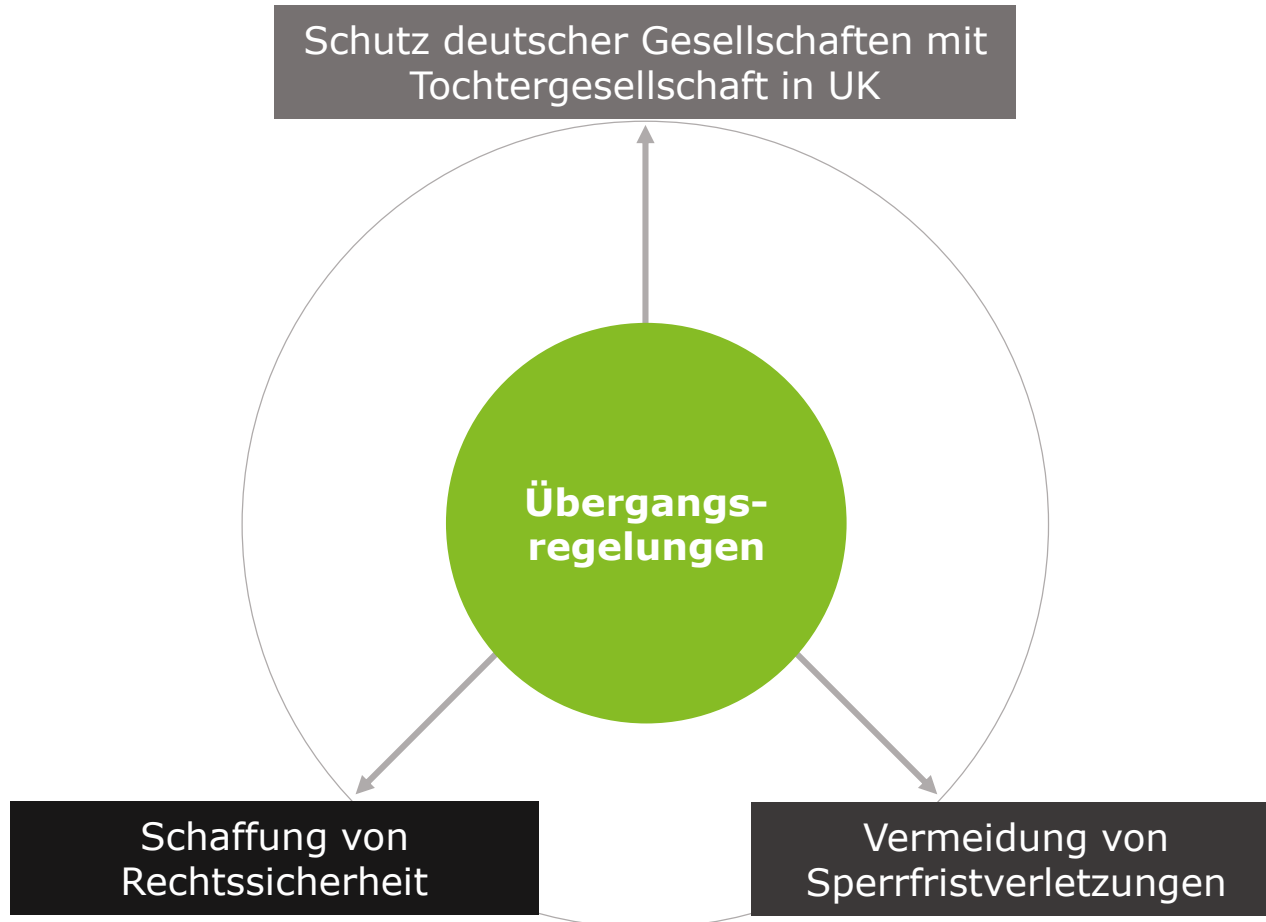 Schutz deutscher Gesellschaften mit
Tochtergesellschaft in UK
Übergangs-
regelungen
Schaffung von
Rechtssicherheit
Vermeidung von
Sperrfristverletzungen